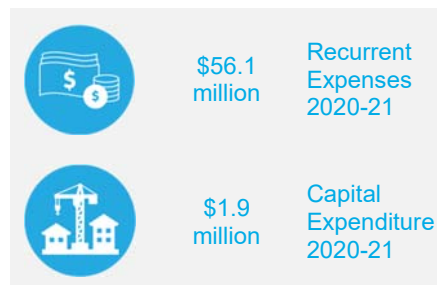 $56.1
million
Recurrent
Expenses
2020-21
$
$
$1.9
million
Capital
Expenditure
2020-21